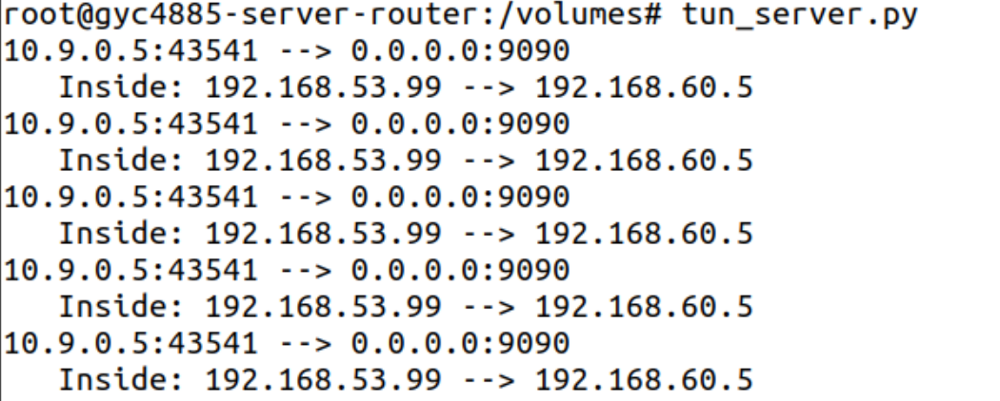 root@gyc4885-server-router:/volumes# tun_server.py
10.9.0.5:43541 --> 0.0.0.0:9090
   Inside: 192.168.53.99 --> 192.168.60.5
10.9.0.5:43541 --> 0.0.0.0:9090
   Inside: 192.168.53.99 --> 192.168.60.5
10.9.0.5:43541 --> 0.0.0.0:9090
   Inside: 192.168.53.99 --> 192.168.60.5
10.9.0.5:43541 --> 0.0.0.0:9090
   Inside: 192.168.53.99 --> 192.168.60.5
10.9.0.5:43541 --> 0.0.0.0:9090
   Inside: 192.168.53.99 --> 192.168.60.5